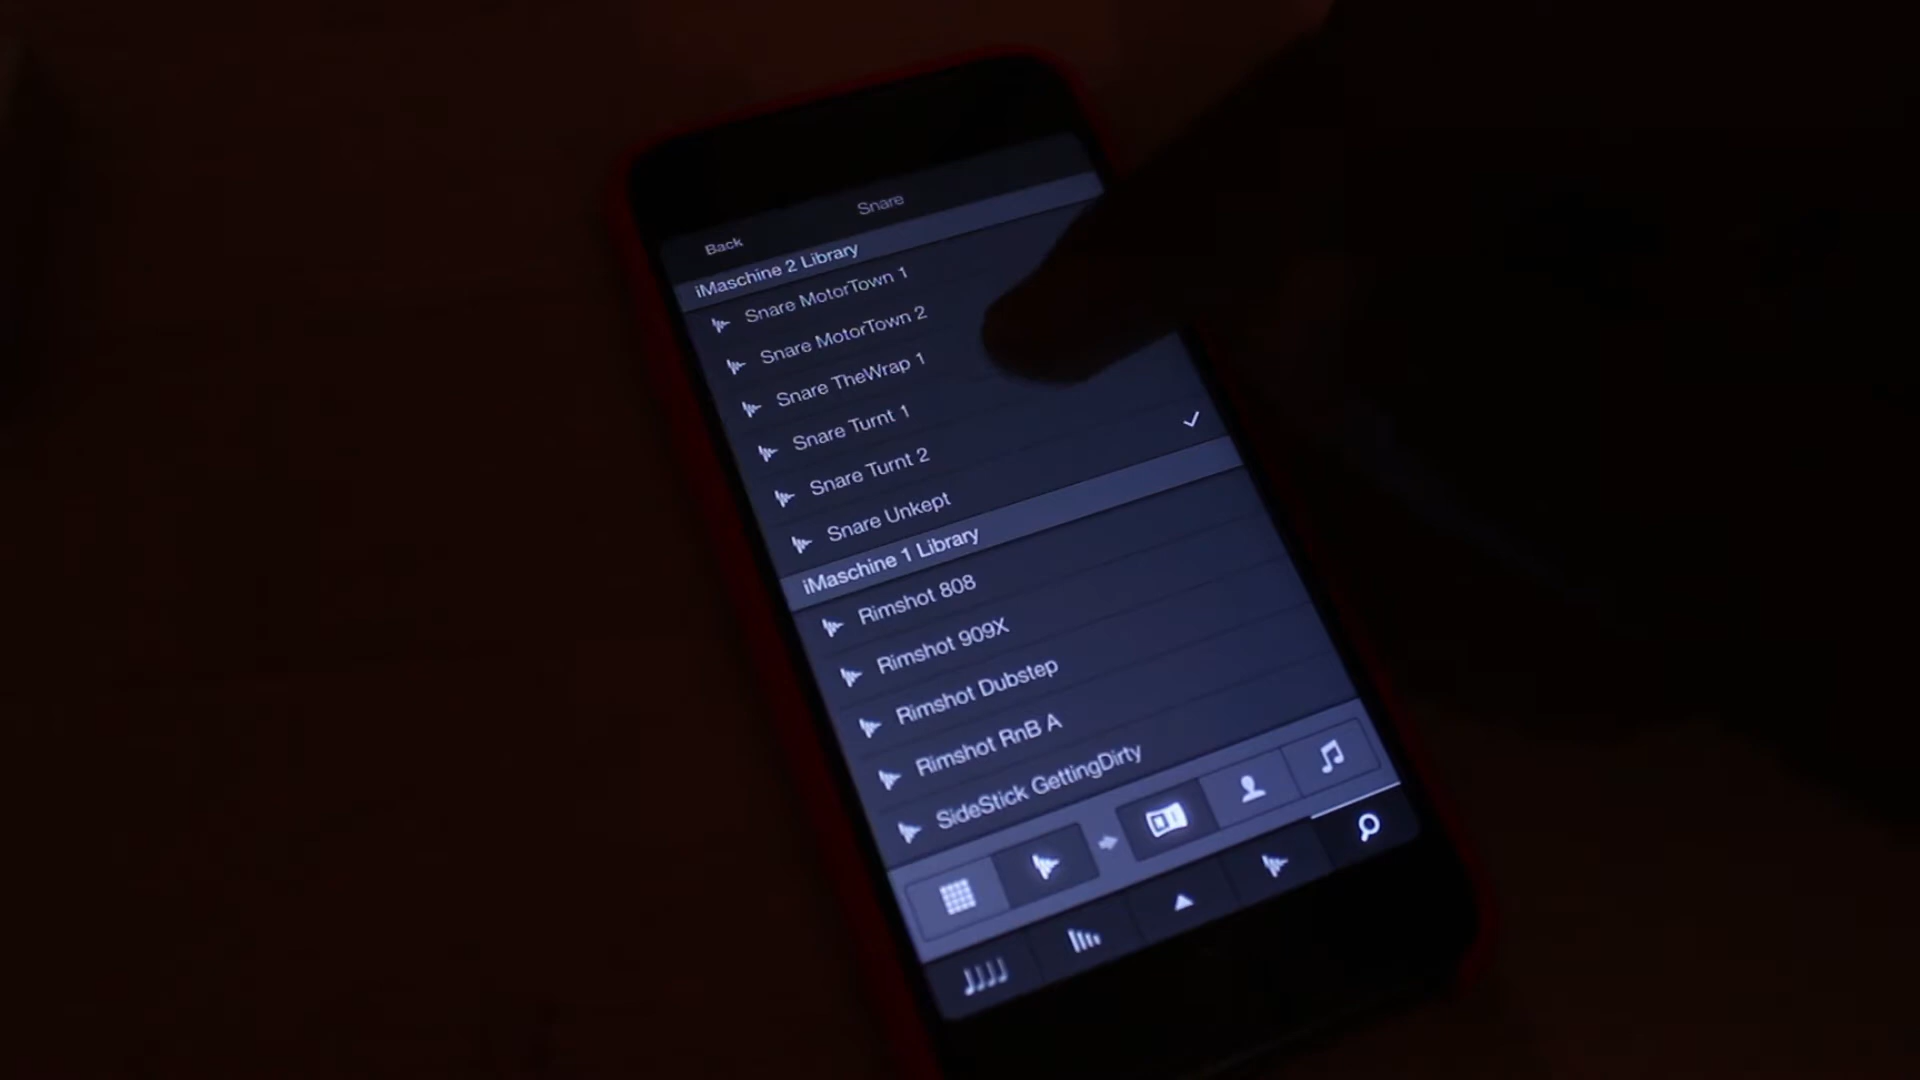 Snare
Back
iMaschine 2 Library
Snare MotorTown 1
Snare MotorTown 2
Snare TheWrap 1
Snare Turnt 1
Snare Turnt 2
Snare Unkept
iMaschine 1 Library
Rimshot 808
Rimshot 909X
Rimshot Dubstep
Rimshot RnB A
SideStick GettingDirty